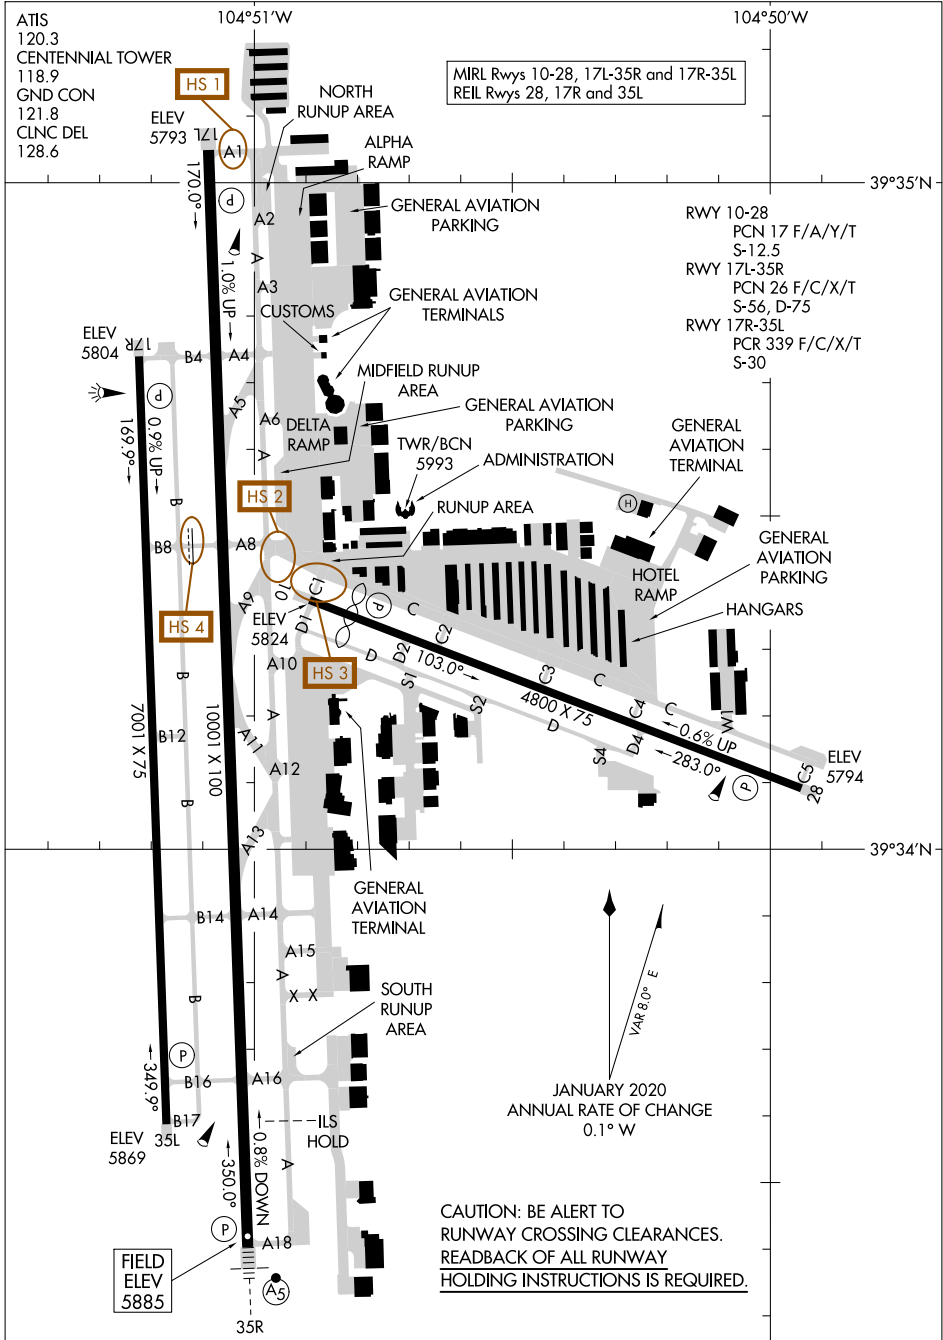 ATIS
120.3
CENTENNIAL TOWER
118.9
GND CON
121.8
CLNC DEL
128.6
104°51'W
104°50'W
HS 1
MIRL Rwys 10-28, 17L-35R and 17R-35L
REIL Rwys 28, 17R and 35L
NORTH
RUNUP AREA
ELEV
5793
17L
A1
ALPHA
RAMP
39°35'N
170.0°
P
A2
GENERAL AVIATION
PARKING
RWY 10-28
PCN 17 F/A/Y/T
S-12.5
RWY 17L-35R
PCN 26 F/C/X/T
S-56, D-75
RWY 17R-35L
PCR 339 F/C/X/T
S-30
A
1.0% UP
A3
GENERAL AVIATION
TERMINALS
CUSTOMS
ELEV
5804
17R
B4
A4
MIDFIELD RUNUP
AREA
P
169.9°
0.9% UP
A5
A6
DELTA
RAMP
GENERAL AVIATION
PARKING
A
TWR/BCN
5993
ADMINISTRATION
GENERAL
AVIATION
TERMINAL
HS 2
B
H
RUNUP AREA
B8
A8
GENERAL
AVIATION
PARKING
HOTEL
RAMP
HANGARS
HS 4
A9
10
C1
P
C
ELEV
5824
D1
C2
HS 3
D
D2
103.0°
A10
S1
B
C3
C
7001 X 75
10001 X 100
A
S2
4800 X 75
C4
C
D
W1
B12
A11
D4
0.6% UP
S4
283.0°
ELEV
5794
C5
28
P
A12
B
A13
39°34'N
GENERAL
AVIATION
TERMINAL
B14
A14
A15
A
X X
B
SOUTH
RUNUP
AREA
VAR 8.0° E
P
349.9°
B16
A16
JANUARY 2020
ANNUAL RATE OF CHANGE
0.1° W
B17
35L
ELEV
5869
ILS
HOLD
0.8% DOWN
350.0°
A
P
A18
CAUTION: BE ALERT TO
RUNWAY CROSSING CLEARANCES.
READBACK OF ALL RUNWAY
HOLDING INSTRUCTIONS IS REQUIRED.
FIELD
ELEV
5885
A5
35R